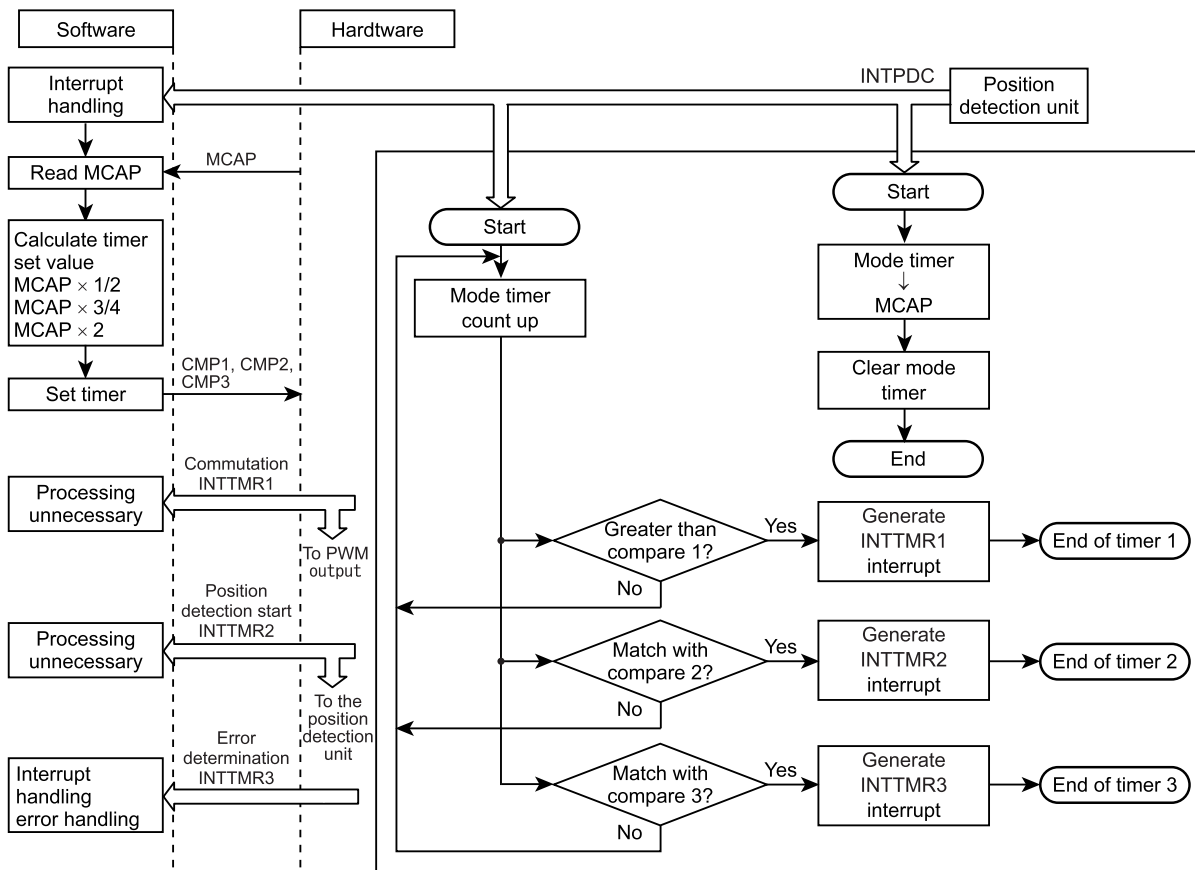 Software
Hardtware
INTPDC
Interrupt
handling
Position
detection unit
MCAP
Read MCAP
Start
Start
Calculate timer
set value
MCAP × 1/2
MCAP × 3/4
MCAP × 2
Mode timer
↓
MCAP
Mode timer
count up
CMP1, CMP2,
CMP3
Set timer
Clear mode
timer
End
Commutation
INTTMR1
Processing
unnecessary
To PWM
output
Greater than
compare 1?
Yes
No
Generate
INTTMR1
interrupt
End of timer 1
Position
detection start
INTTMR2
Processing
unnecessary
To the
position
detection
unit
Match with
compare 2?
Yes
No
Generate
INTTMR2
interrupt
End of timer 2
Error
determination
INTTMR3
Interrupt
handling
error handling
Match with
compare 3?
Yes
No
Generate
INTTMR3
interrupt
End of timer 3